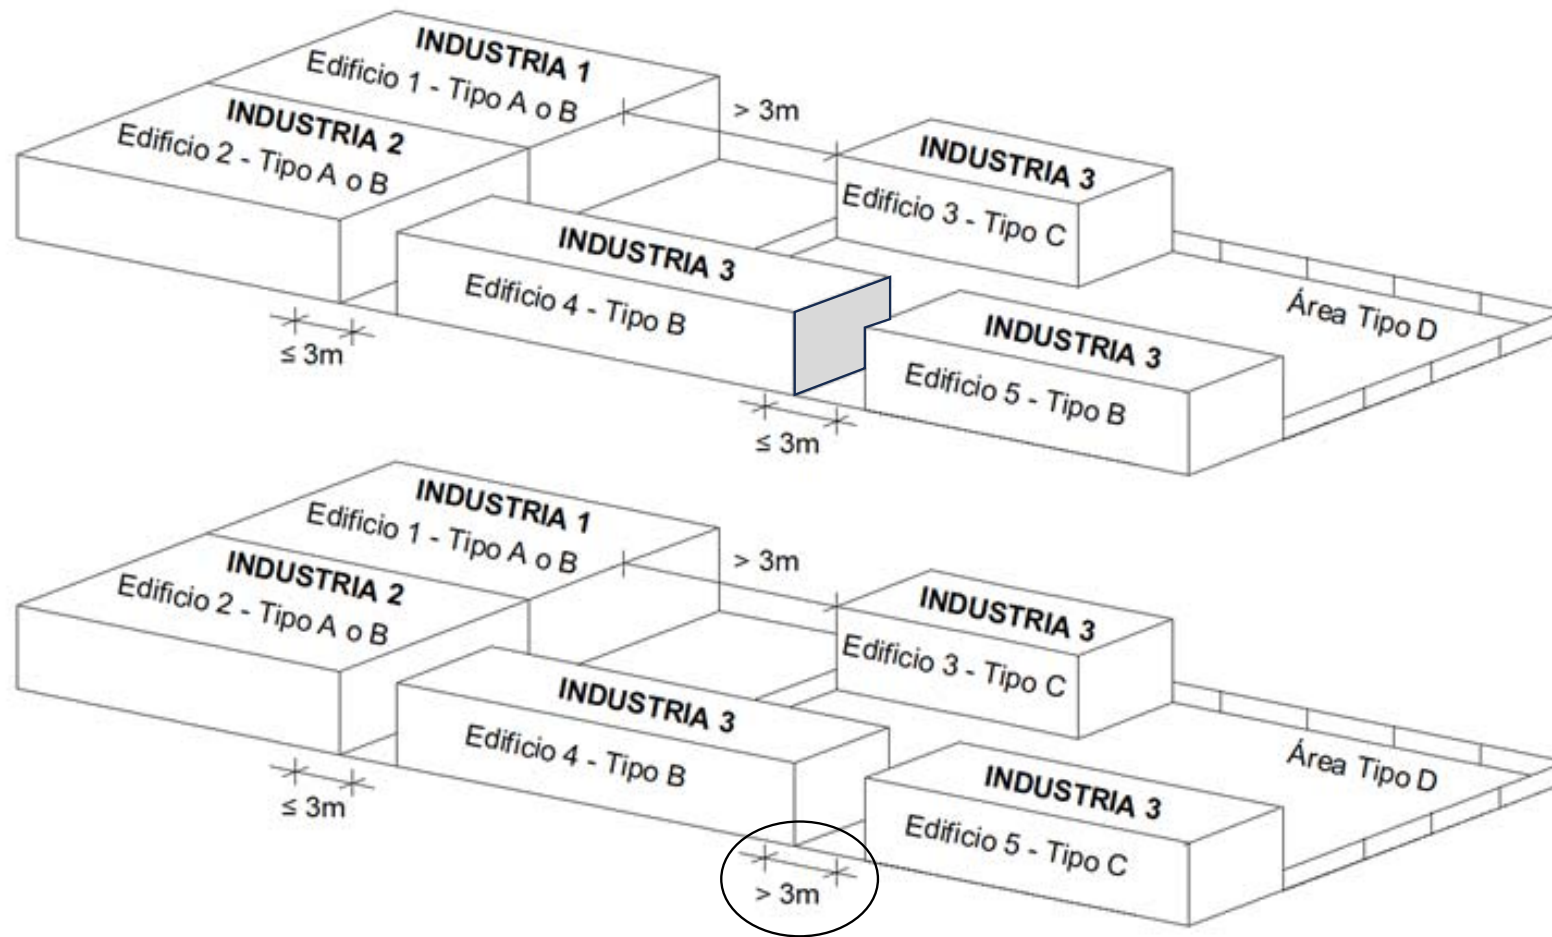 INDUSTRIA 1
Edificio 1 - Tipo A o B
> 3m
INDUSTRIA 2
Edificio 2 - Tipo A o B
INDUSTRIA 3
Edificio 3 - Tipo C
INDUSTRIA 3
Edificio 4 - Tipo B
Área Tipo D
INDUSTRIA 3
Edificio 5 - Tipo B
≤ 3m
≤ 3m
INDUSTRIA 1
Edificio 1 - Tipo A o B
> 3m
INDUSTRIA 2
Edificio 2 - Tipo A o B
INDUSTRIA 3
Edificio 3 - Tipo C
INDUSTRIA 3
Edificio 4 - Tipo B
Área Tipo D
INDUSTRIA 3
Edificio 5 - Tipo C
≤ 3m
> 3m